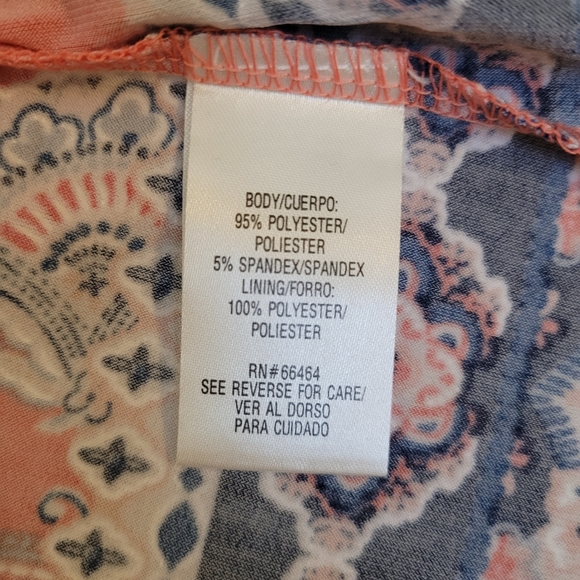 BODY/CUERPO:
95% POLYESTER/
POLIESTER
5% SPANDEX/SPANDEX
LINING/FORRO:
100% POLYESTER/
POLIESTER
RN#66464
SEE REVERSE FOR CARE/
VER AL DORSO
PARA CUIDADO